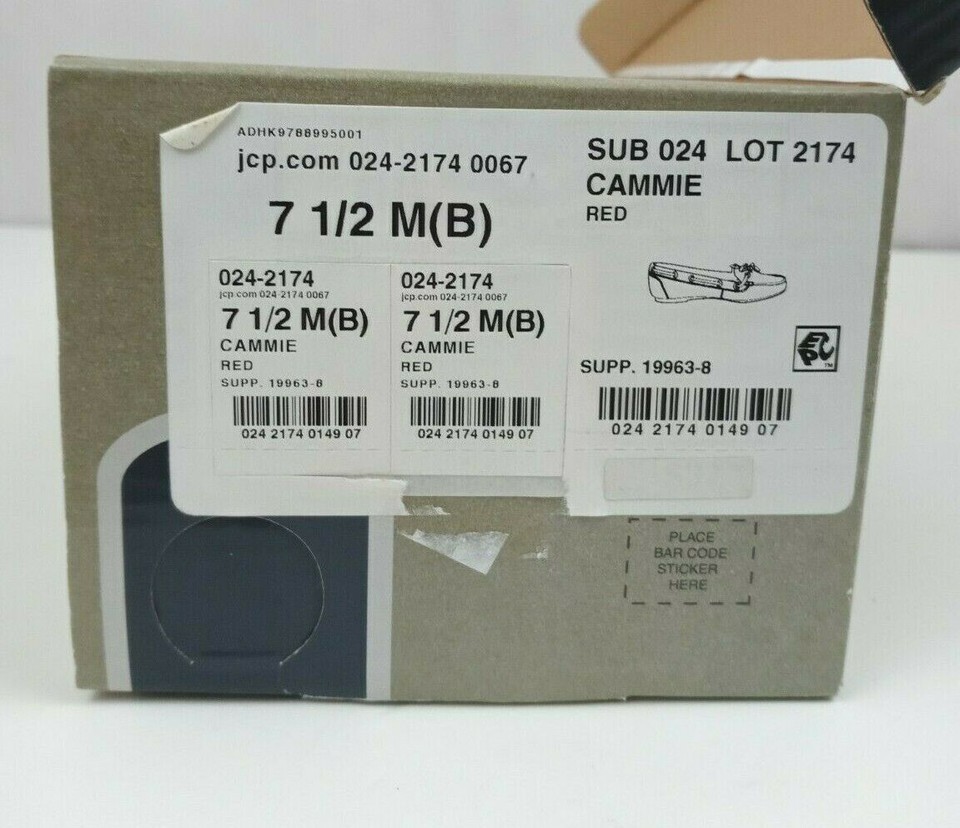 ADHK9788995001
jcp.com 024-2174 0067
7 1/2 M(B)
SUB 024 LOT 2174
CAMMIE
RED
024-2174
jcp.com 024-2174 0067
7 1/2 M(B)
CAMMIE
RED
SUPP. 19963-8
024 2174 0149 07
024-2174
jcp.com 024-2174 0067
7 1/2 M(B)
CAMMIE
RED
SUPP. 19963-8
024 2174 0149 07
SUPP. 19963-8
024 2174 0149 07
PLACE
BAR CODE
STICKER
HERE